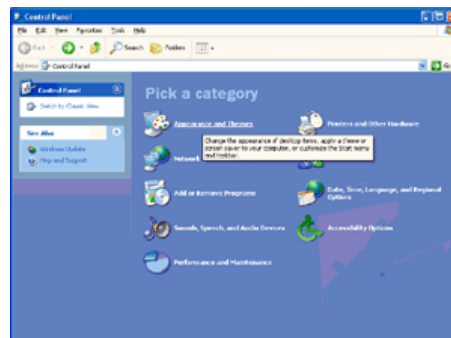 Control Panel
File Edit View Favorites Tools Help
Back Search Folders
Address Control Panel Go
Control Panel
Switch to Classic View
See Also
Windows Update
Help and Support
Pick a category
Appearance and Themes
Printers and Other Hardware
Change the appearance of desktop items, apply a theme or
screen saver to your computer, or customize the Start menu
and taskbar.
Network
Add or Remove Programs
Date, Time, Language, and Regional
Options
Sounds, Speech, and Audio Devices
Accessibility Options
Performance and Maintenance